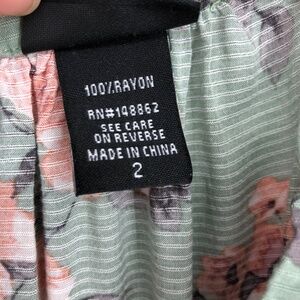 100% RAYON
RN#148862
SEE CARE
ON REVERSE
MADE IN CHINA
2